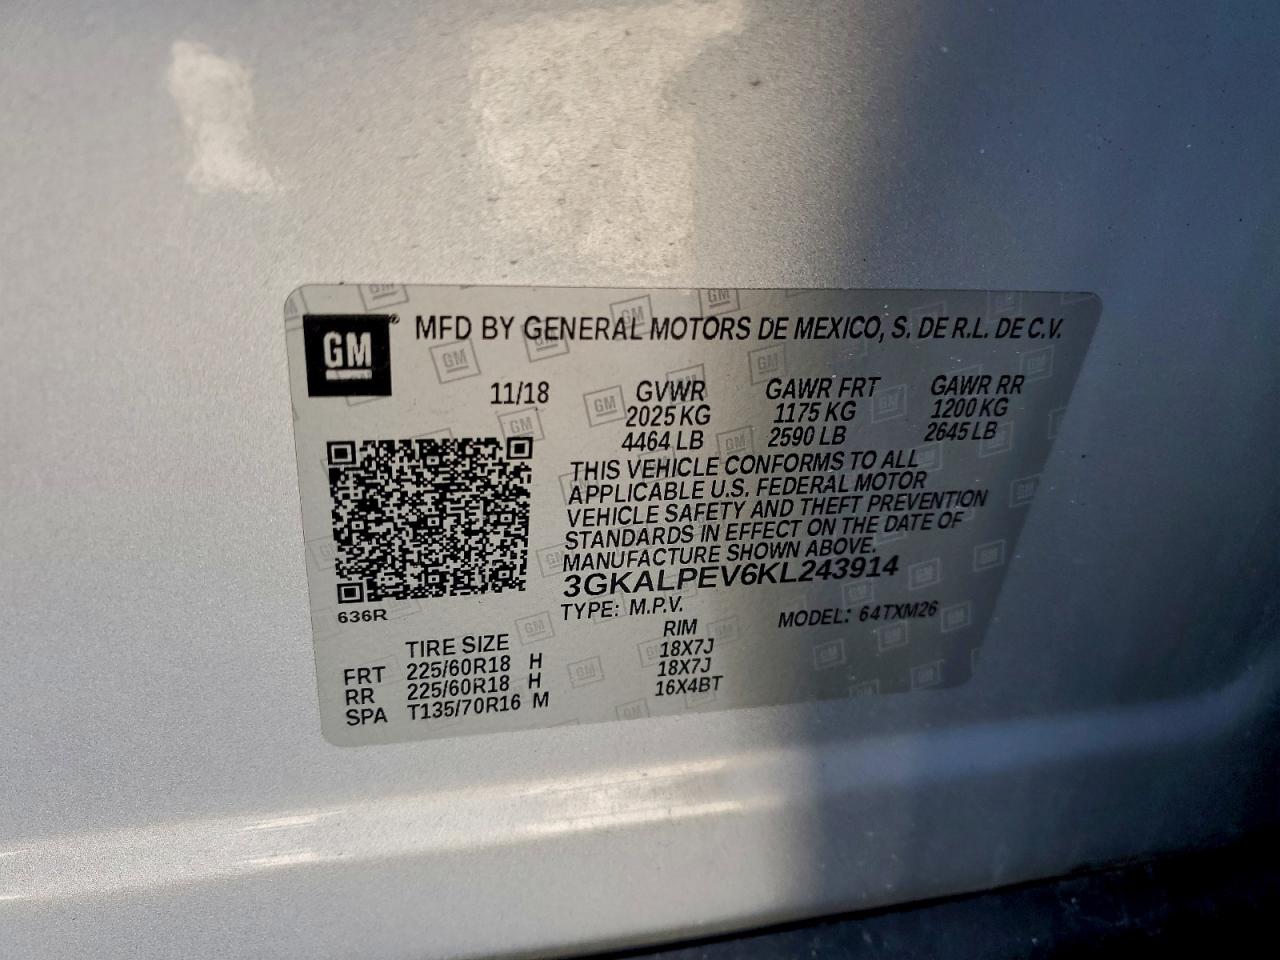 GM MFD BY GENERAL MOTORS DE MEXICO, S. DE R.L. DE C.V.
11/18 GVWR GAWR FRT GAWR RR
2025 KG 1175 KG 1200 KG
4464 LB 2590 LB 2645 LB
THIS VEHICLE CONFORMS TO ALL
APPLICABLE U.S. FEDERAL MOTOR
VEHICLE SAFETY AND THEFT PREVENTION
STANDARDS IN EFFECT ON THE DATE OF
MANUFACTURE SHOWN ABOVE.
3GKALPEV6KL243914
636R TYPE: M.P.V. MODEL: 64TXM26
TIRE SIZE RIM
FRT 225/60R18 H 18X7J
RR 225/60R18 H 18X7J
SPA T135/70R16 M 16X4BT